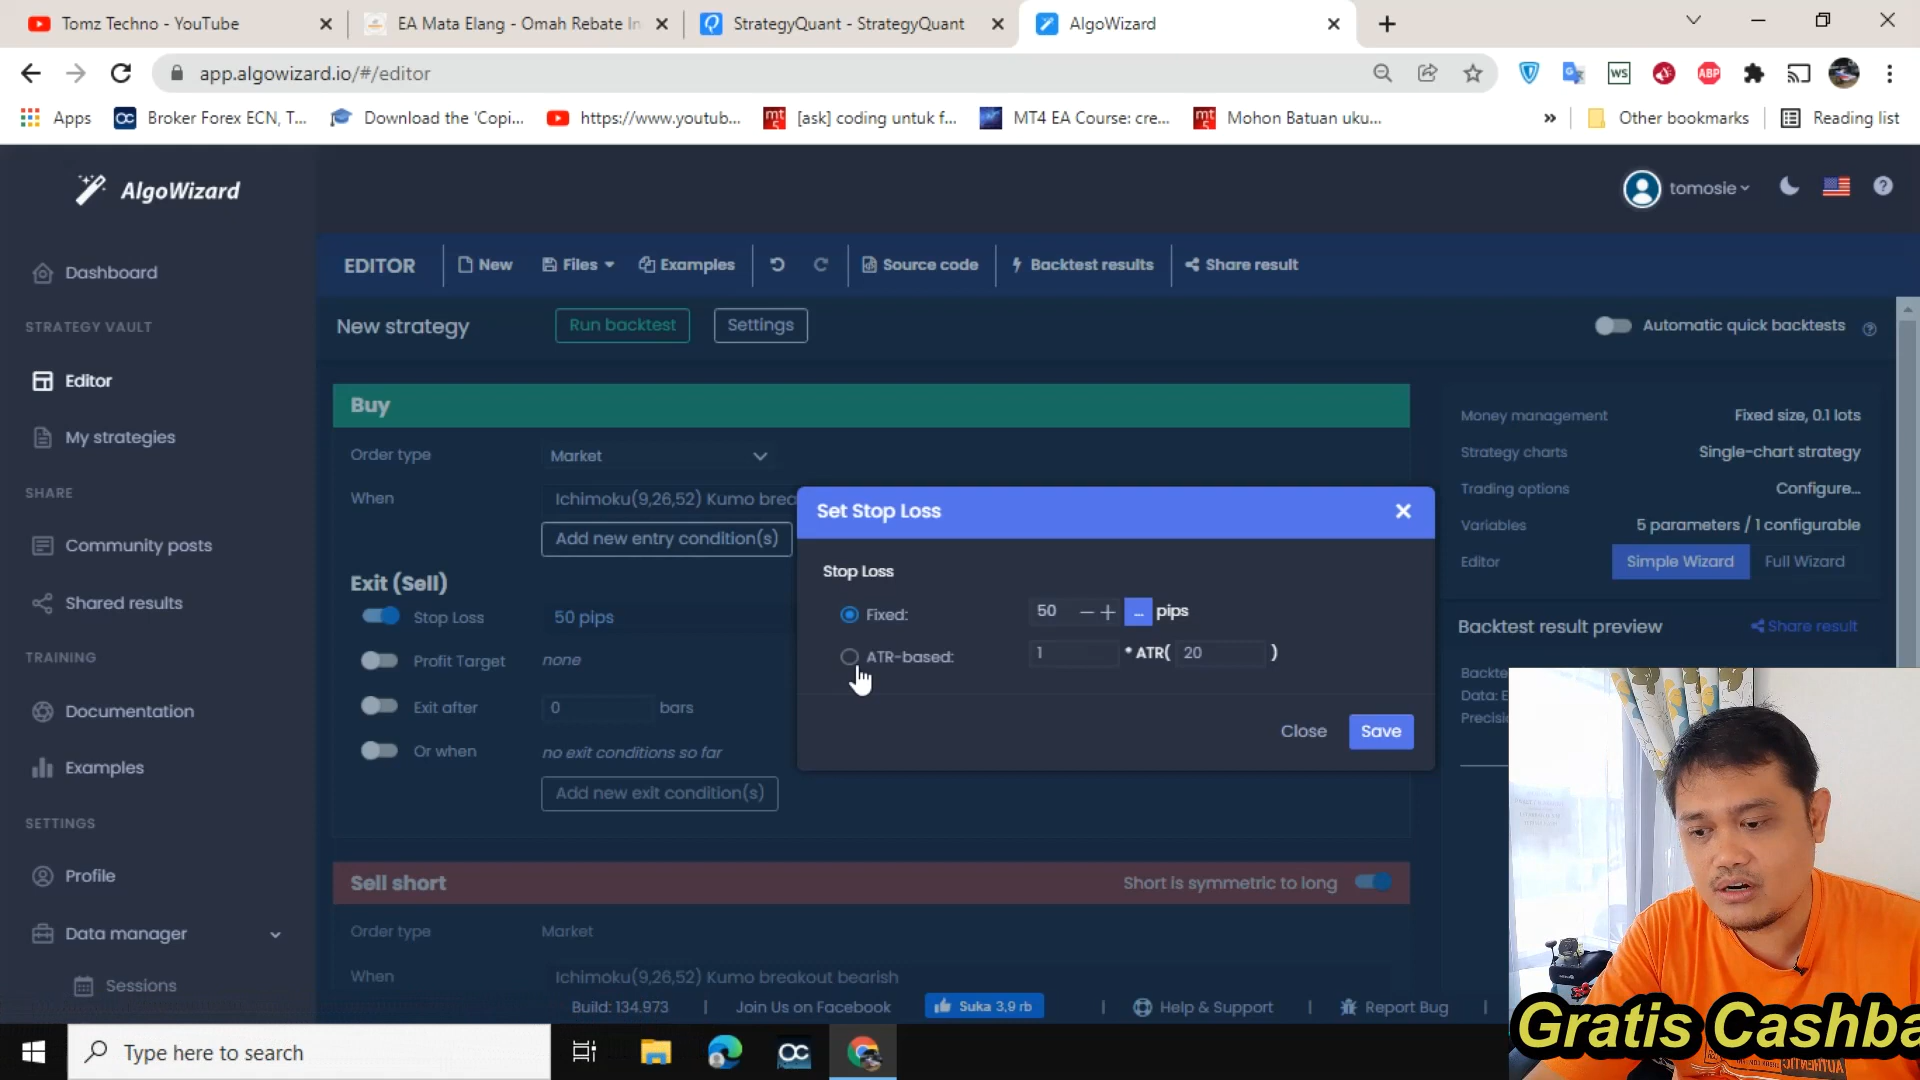 Tomz Techno - YouTube
EA Mata Elang - Omah Rebate In
StrategyQuant - StrategyQuant
AlgoWizard
app.algowizard.io/#/editor
WS
ABP
Apps
Broker Forex ECN, T...
Download the 'Copi...
https://www.youtub...
[ask] coding untuk f...
MT4 EA Course: cre...
Mohon Batuan uku...
Other bookmarks
Reading list
AlgoWizard
tomosie
EDITOR
New
Files
Examples
Source code
Backtest results
Share result
Dashboard
STRATEGY VAULT
Editor
My strategies
SHARE
Community posts
Shared results
TRAINING
Documentation
Examples
SETTINGS
Profile
Data manager
Sessions
New strategy
Run backtest
Settings
Automatic quick backtests
Buy
Order type
Market
When
Ichimoku(9,26,52) Kumo brea
Add new entry condition(s)
Exit (Sell)
Stop Loss
50 pips
Profit Target
none
Exit after
0
bars
Or when
no exit conditions so far
Add new exit condition(s)
Set Stop Loss
Stop Loss
Fixed:
50
...
pips
ATR-based:
1
* ATR(
20
)
Close
Save
Money management
Fixed size, 0.1 lots
Strategy charts
Single-chart strategy
Trading options
Configure...
Variables
5 parameters / 1 configurable
Editor
Simple Wizard
Full Wizard
Backtest result preview
Share result
Backte
Data: E
Precisi
Sell short
Short is symmetric to long
Order type
Market
When
Ichimoku(9,26,52) Kumo breakout bearish
Build: 134.973
Join Us on Facebook
Suka 3,9 rb
Help & Support
Report Bug
Gratis Cashba
Type here to search
OC